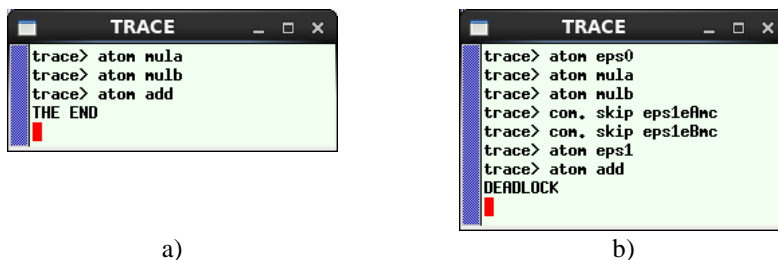 TRACE
trace> atom mula
trace> atom mulb
trace> atom add
THE END
a)
TRACE
trace> atom eps0
trace> atom mula
trace> atom mulb
trace> com. skip eps1eAmc
trace> com. skip eps1eBmc
trace> atom eps1
trace> atom add
DEADLOCK
b)